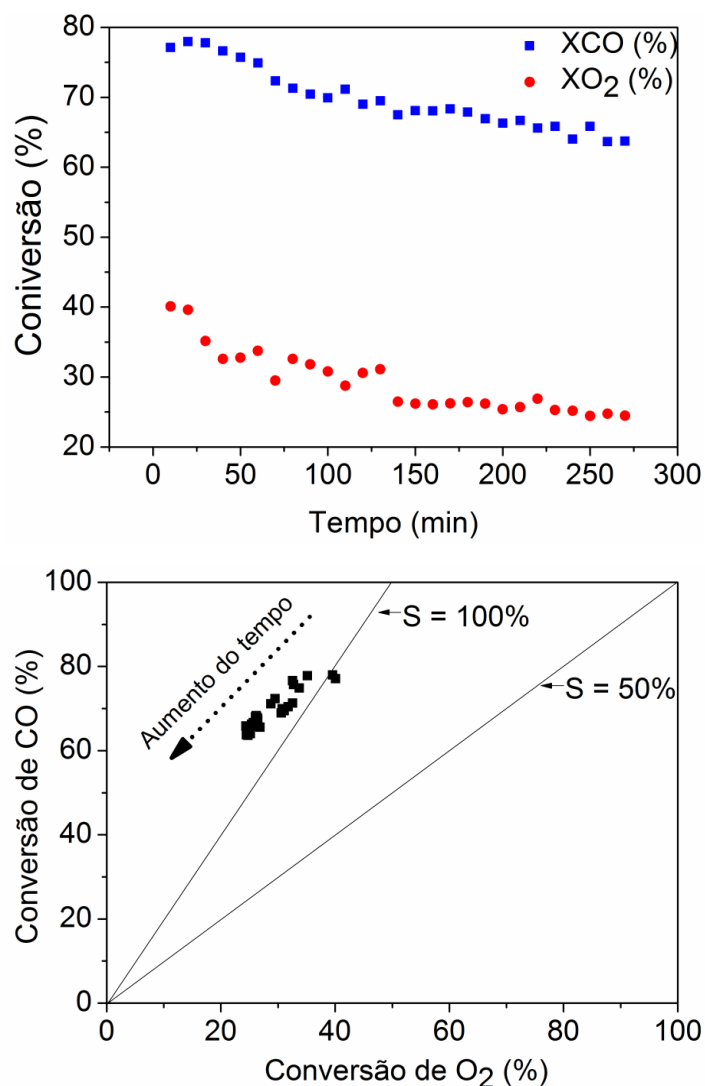 80
70
60
50
40
30
20
Coniversão (%)
XCO (%)
XO2 (%)
0 50 100 150 200 250 300
Tempo (min)
100
80
60
40
20
0
Conversão de CO (%)
Aumento do tempo
S = 100%
S = 50%
0 20 40 60 80 100
Conversão de O2 (%)